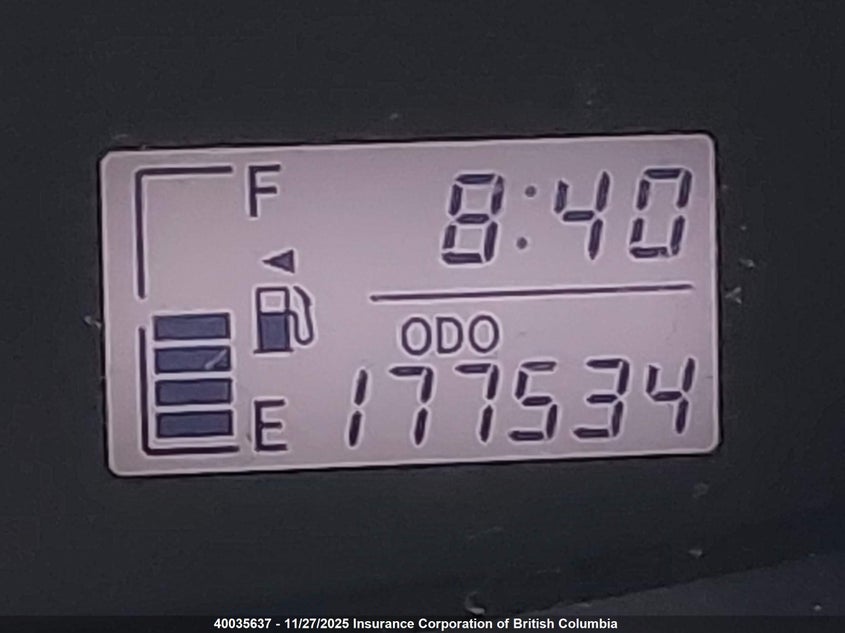 F 8:40
ODO
E 177534
40035637 - 11/27/2025 Insurance Corporation of British Columbia